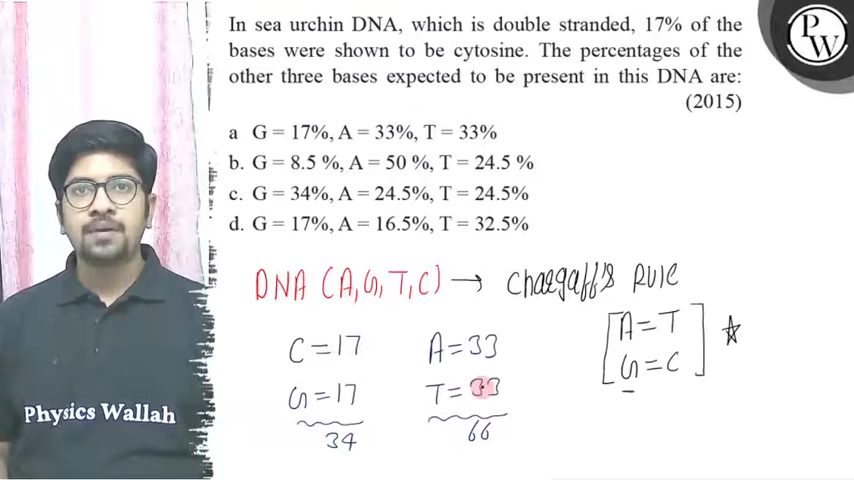 In sea urchin DNA, which is double stranded, 17% of the
bases were shown to be cytosine. The percentages of the
other three bases expected to be present in this DNA are:
(2015)
a G = 17%, A = 33%, T = 33%
b. G = 8.5 %, A = 50 %, T = 24.5 %
c. G = 34%, A = 24.5%, T = 24.5%
d. G = 17%, A = 16.5%, T = 32.5%
DNA (A, G, T, C) → Chargaff's RULE
C = 17 A = 33 A = T
G = 17 T = 33 G = C
34 66
Physics Wallah
PW